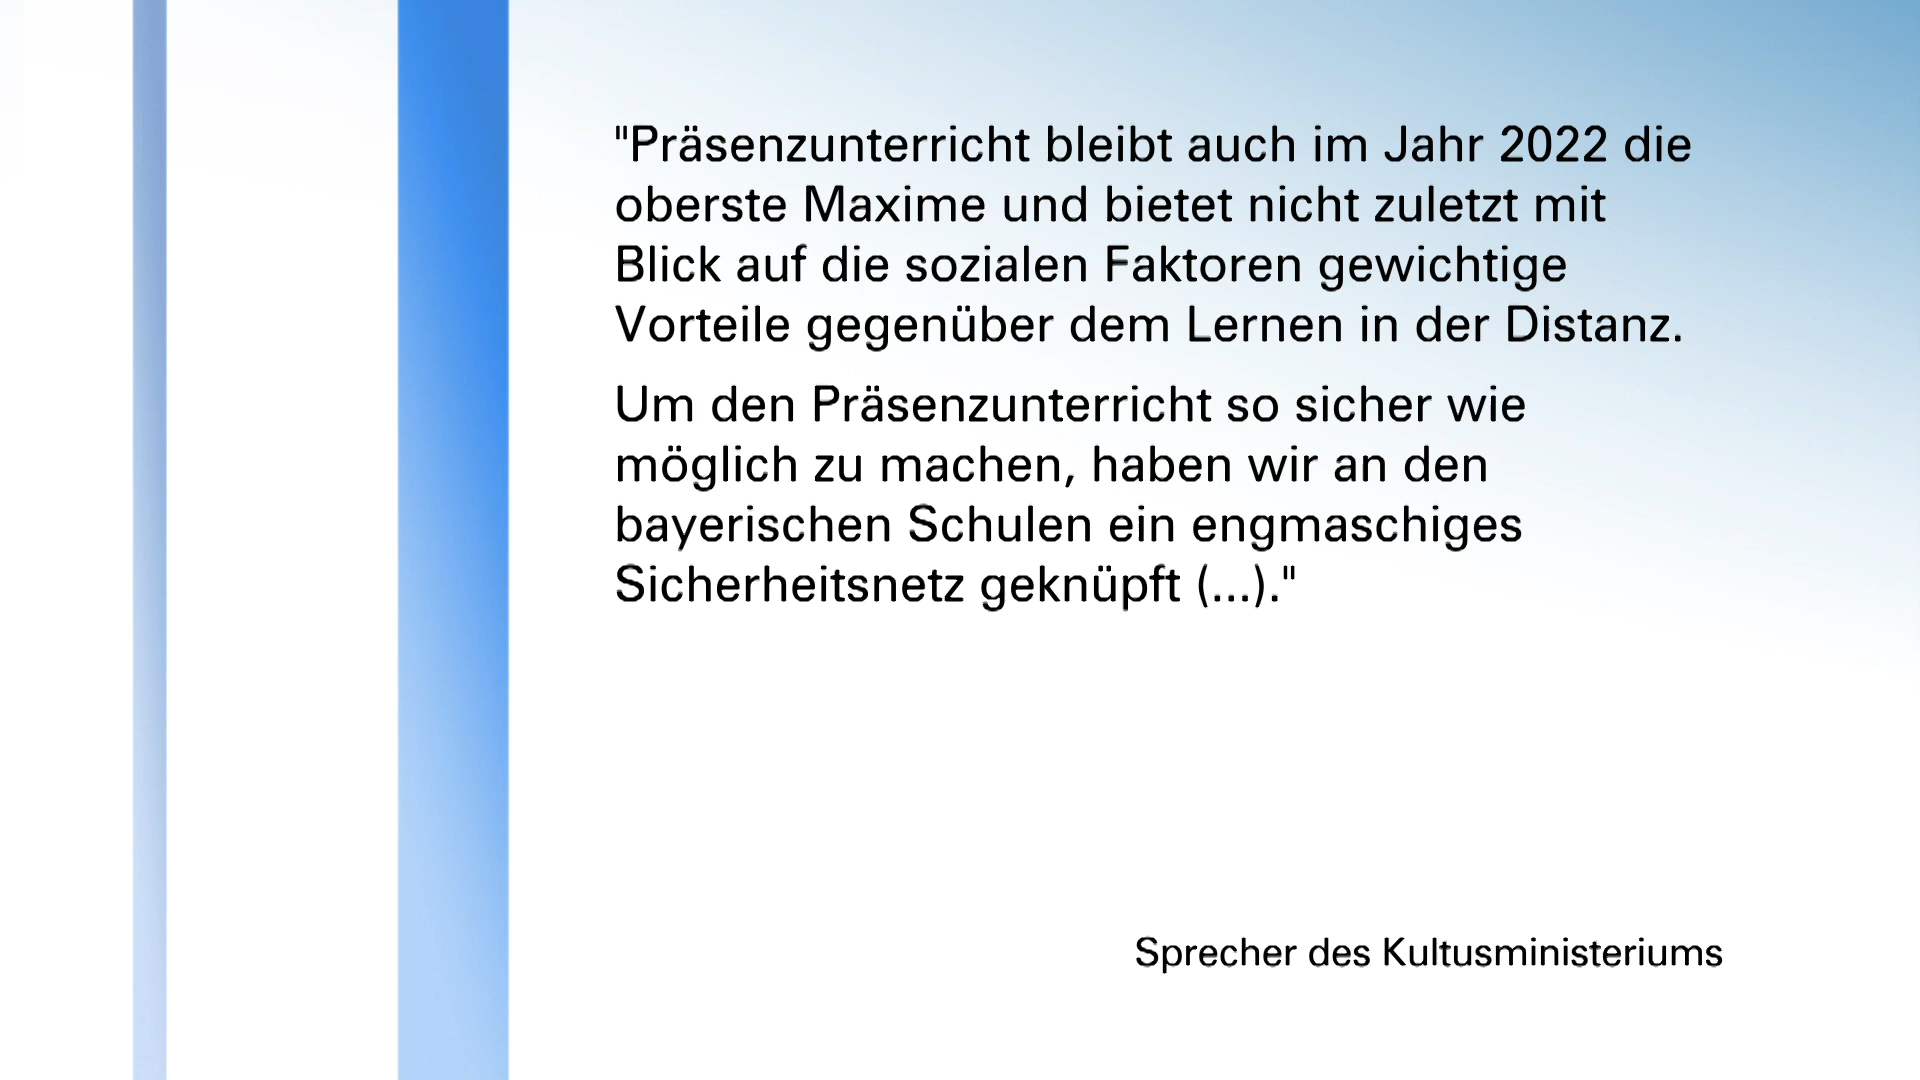 "Präsenzunterricht bleibt auch im Jahr 2022 die
oberste Maxime und bietet nicht zuletzt mit
Blick auf die sozialen Faktoren gewichtige
Vorteile gegenüber dem Lernen in der Distanz.
Um den Präsenzunterricht so sicher wie
möglich zu machen, haben wir an den
bayerischen Schulen ein engmaschiges
Sicherheitsnetz geknüpft (...)."
Sprecher des Kultusministeriums